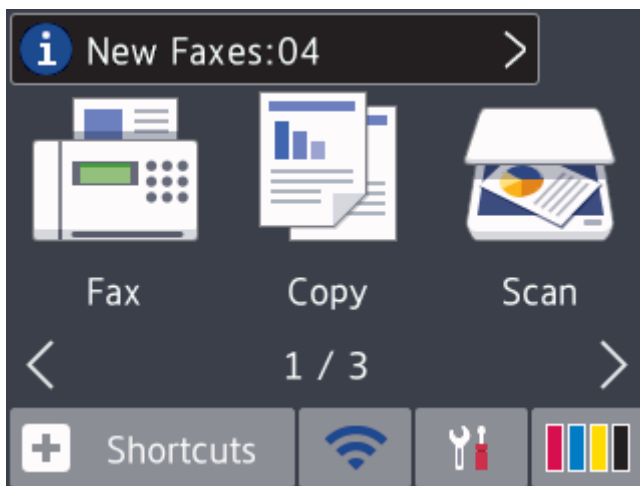 i New Faxes:04 >
Fax Copy Scan
< 1 / 3 >
+ Shortcuts